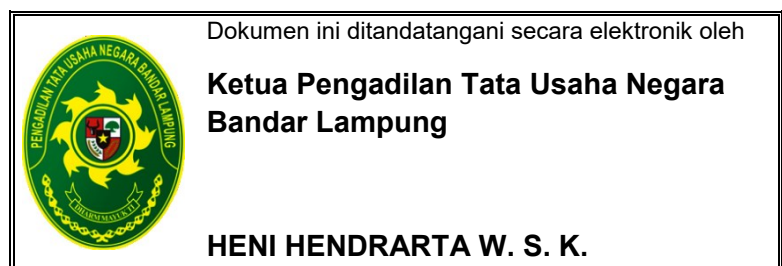 Dokumen ini ditandatangani secara elektronik oleh
Ketua Pengadilan Tata Usaha Negara
Bandar Lampung
HENI HENDRARTA W. S. K.
PENGADILAN TATA USAHA NEGARA BANDAR LAMPUNG
DHARMMAYUKTI